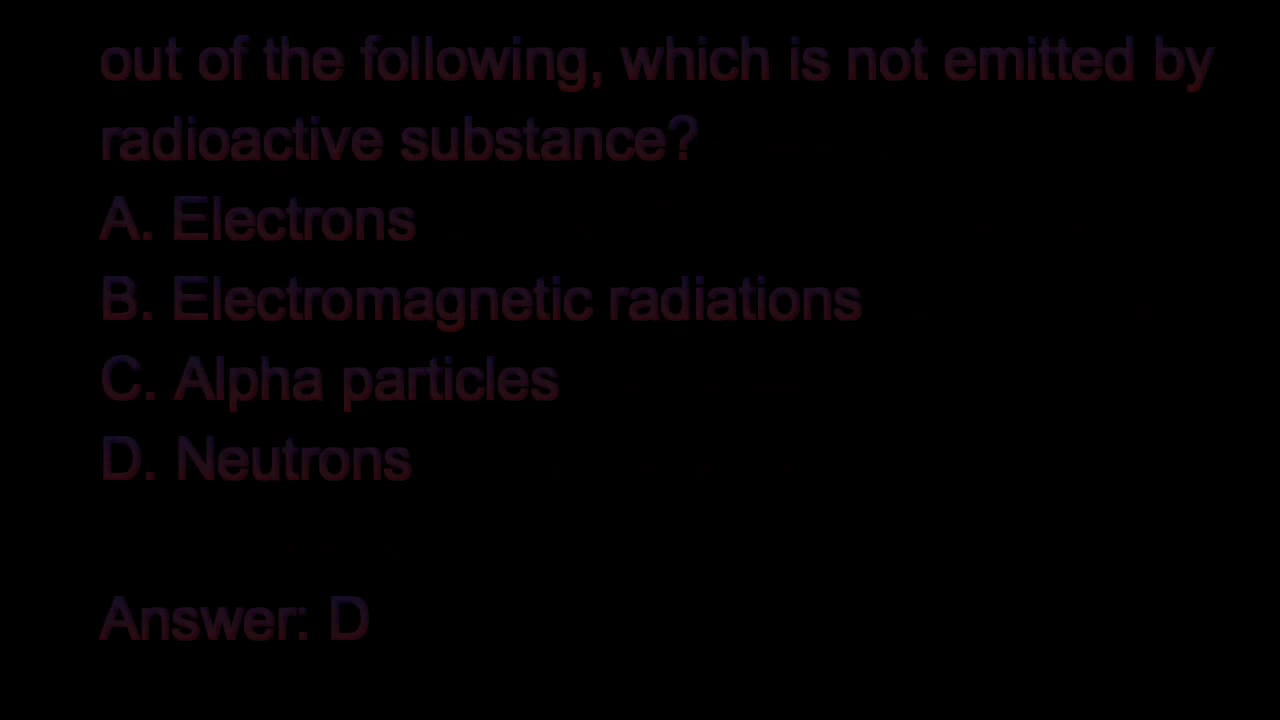 out of the following, which is not emitted by
radioactive substance?
A. Electrons
B. Electromagnetic radiations
C. Alpha particles
D. Neutrons
Answer: D